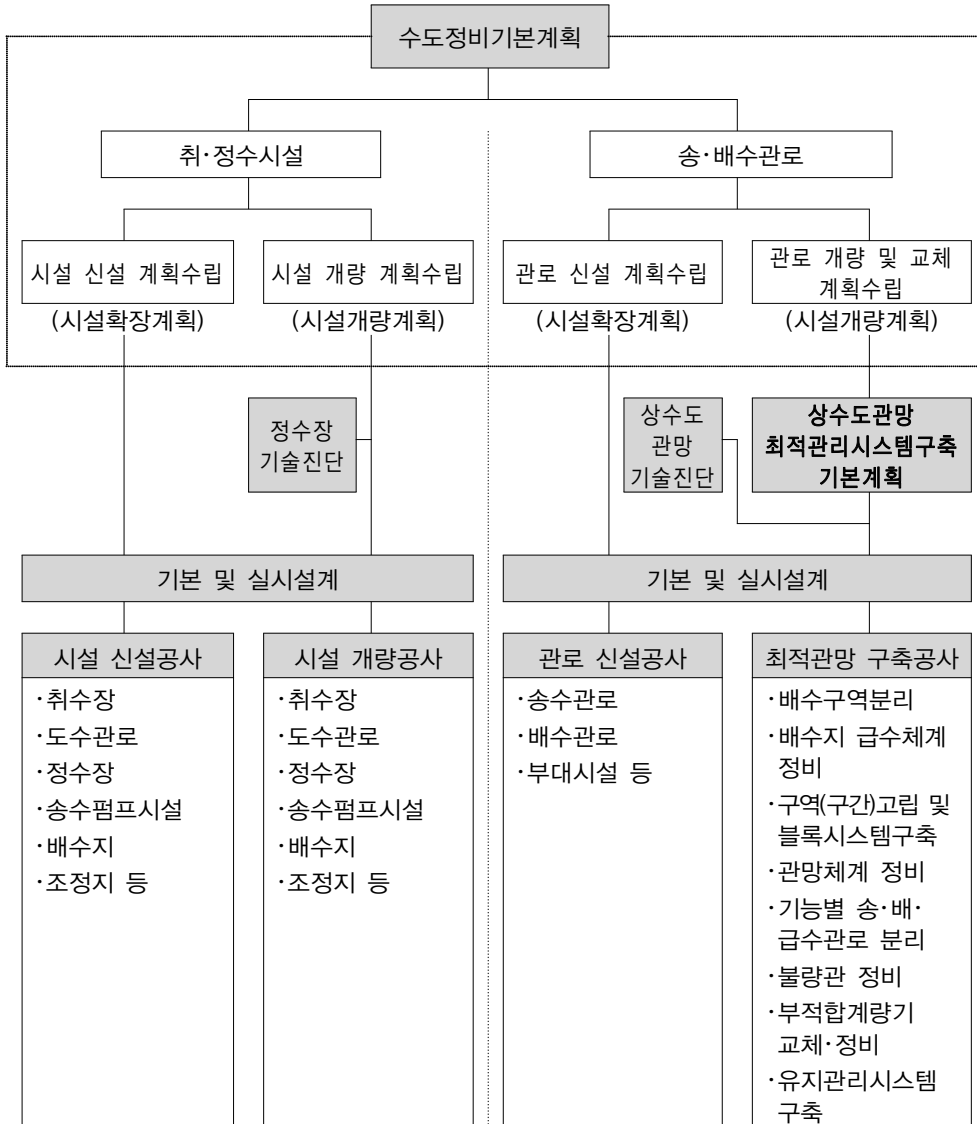 수도정비기본계획
취·정수시설
송·배수관로
시설 신설 계획수립
시설 개량 계획수립
관로 신설 계획수립
관로 개량 및 교체
계획수립
(시설확장계획)
(시설개량계획)
(시설확장계획)
(시설개량계획)
정수장
기술진단
상수도
관망
기술진단
상수도관망
최적관리시스템구축
기본계획
기본 및 실시설계
기본 및 실시설계
시설 신설공사
·취수장
·도수관로
·정수장
·송수펌프시설
·배수지
·조정지 등
시설 개량공사
·취수장
·도수관로
·정수장
·송수펌프시설
·배수지
·조정지 등
관로 신설공사
·송수관로
·배수관로
·부대시설 등
최적관망 구축공사
·배수구역분리
·배수지 급수체계
정비
·구역(구간)고립 및
블록시스템구축
·관망체계 정비
·기능별 송·배·
급수관로 분리
·불량관 정비
·부적합계량기
교체·정비
·유지관리시스템
구축